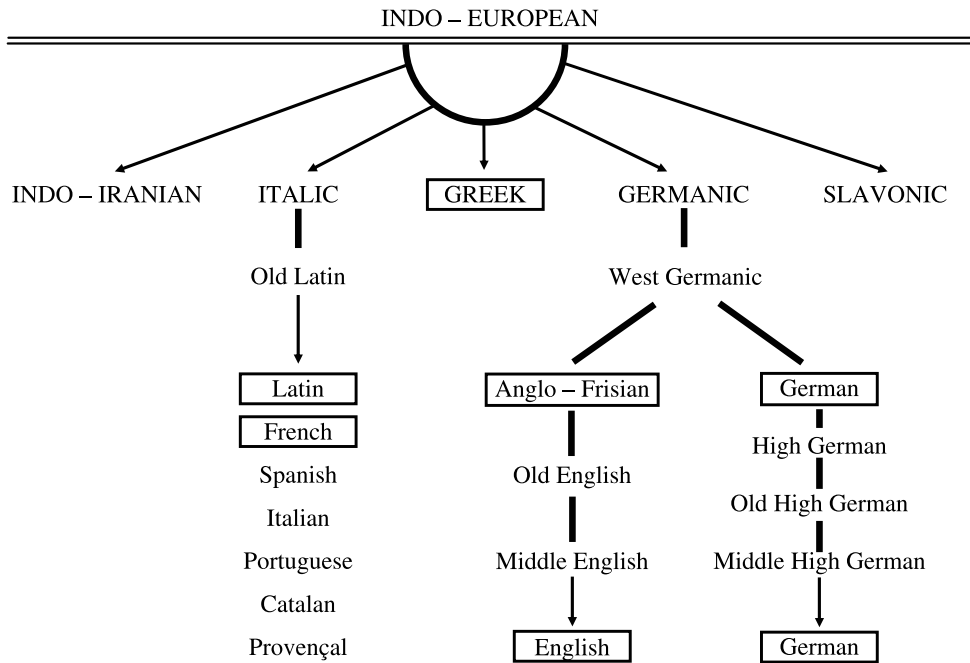 INDO – EUROPEAN
INDO – IRANIAN
ITALIC
GREEK
GERMANIC
SLAVONIC
Old Latin
West Germanic
Latin
Anglo – Frisian
German
French
High German
Spanish
Old English
Old High German
Italian
Portuguese
Middle English
Middle High German
Catalan
Provençal
English
German